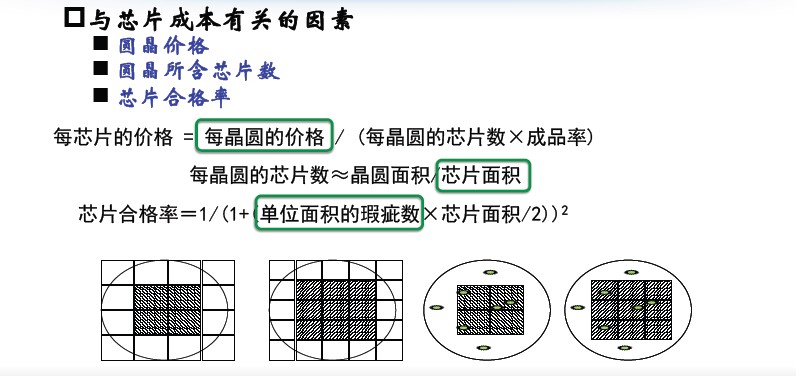 与芯片成本有关的因素
圆晶价格
圆晶所含芯片数
芯片合格率
每芯片的价格 = 每晶圆的价格 / (每晶圆的芯片数×成品率)
每晶圆的芯片数≈晶圆面积/芯片面积
芯片合格率＝1/(1+(单位面积的瑕疵数×芯片面积/2))²